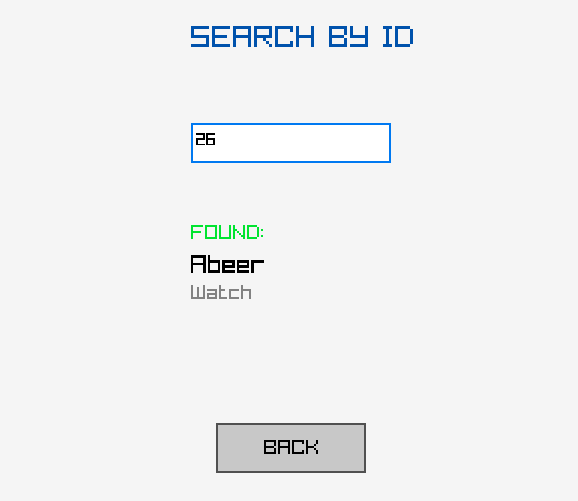 SEARCH BY ID
26
FOUND:
Abeer
Watch
BACK